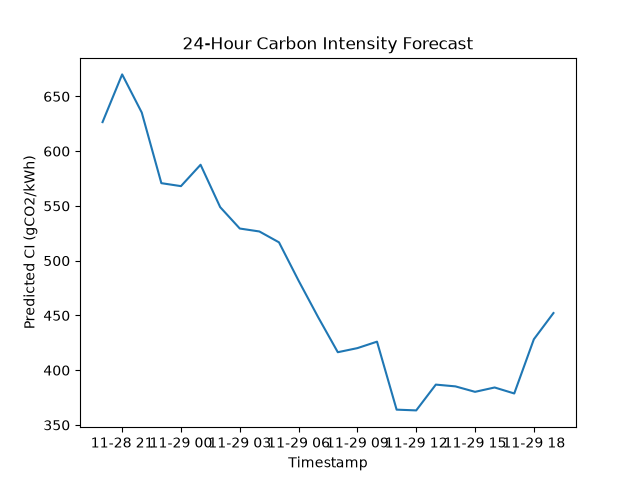 24-Hour Carbon Intensity Forecast
Predicted CI (gCO2/kWh)
650
600
550
500
450
400
350
11-28 21 11-29 00 11-29 03 11-29 06 11-29 09 11-29 12 11-29 15 11-29 18
Timestamp